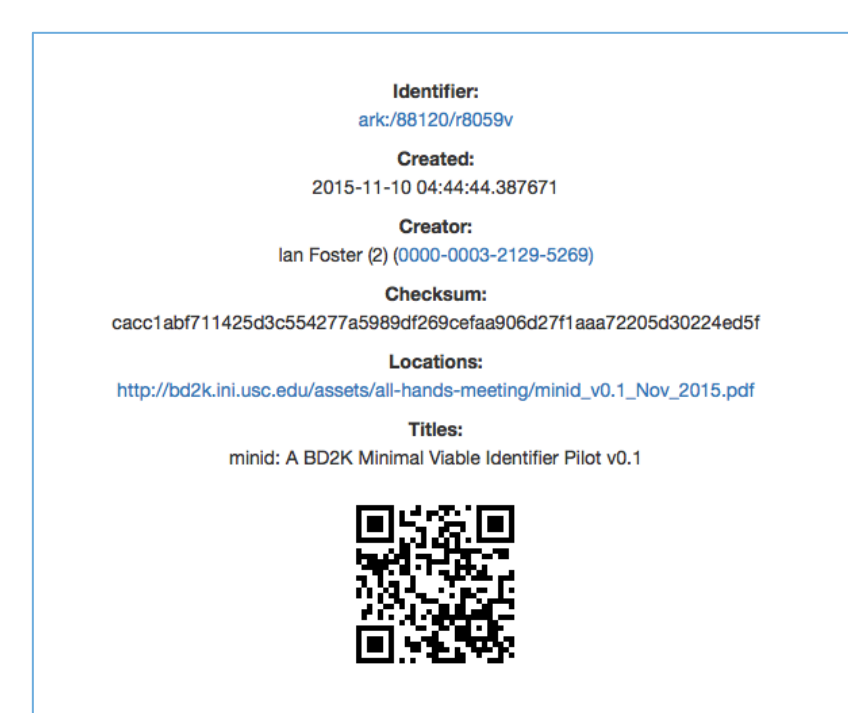 Identifier:
ark:/88120/r8059v
Created:
2015-11-10 04:44:44.387671
Creator:
Ian Foster (2) (0000-0003-2129-5269)
Checksum:
cacc1abf711425d3c554277a5989df269cefaa906d27f1aaa72205d30224ed5f
Locations:
http://bd2k.ini.usc.edu/assets/all-hands-meeting/minid_v0.1_Nov_2015.pdf
Titles:
minid: A BD2K Minimal Viable Identifier Pilot v0.1